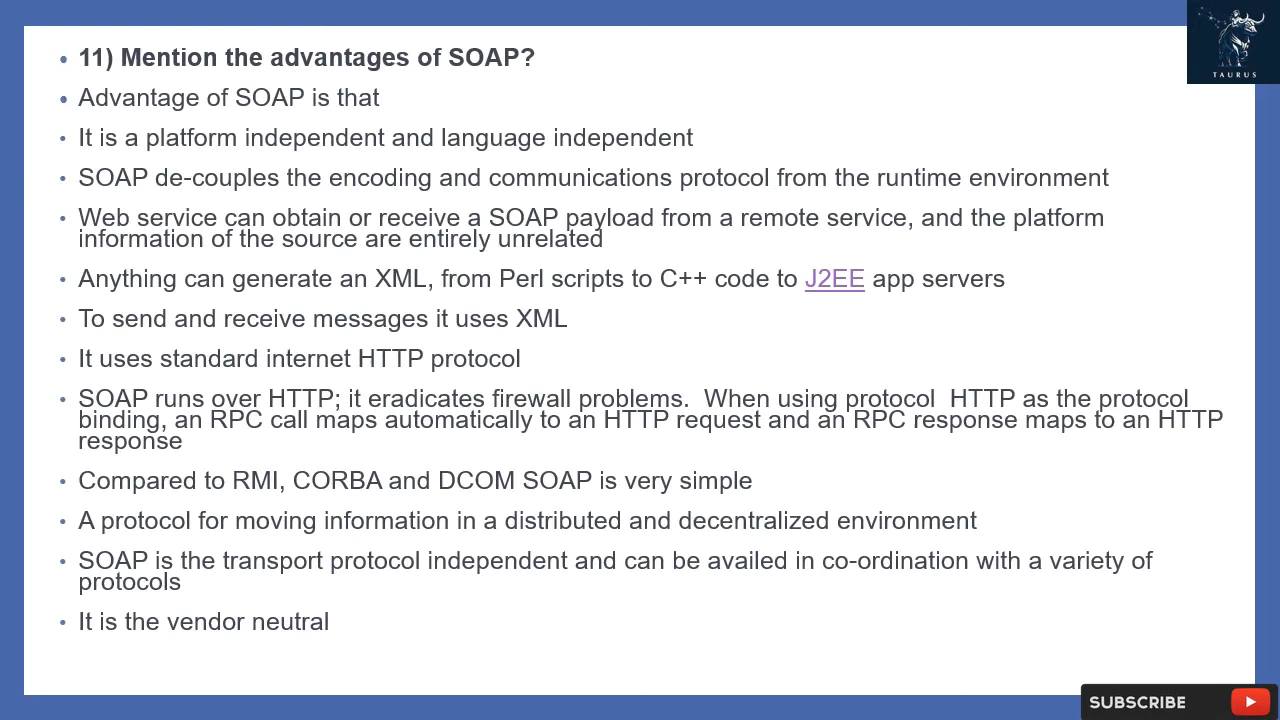 TAURUS
11) Mention the advantages of SOAP?
Advantage of SOAP is that
It is a platform independent and language independent
SOAP de-couples the encoding and communications protocol from the runtime environment
Web service can obtain or receive a SOAP payload from a remote service, and the platform
information of the source are entirely unrelated
Anything can generate an XML, from Perl scripts to C++ code to J2EE app servers
To send and receive messages it uses XML
It uses standard internet HTTP protocol
SOAP runs over HTTP; it eradicates firewall problems.  When using protocol  HTTP as the protocol
binding, an RPC call maps automatically to an HTTP request and an RPC response maps to an HTTP
response
Compared to RMI, CORBA and DCOM SOAP is very simple
A protocol for moving information in a distributed and decentralized environment
SOAP is the transport protocol independent and can be availed in co-ordination with a variety of
protocols
It is the vendor neutral
SUBSCRIBE